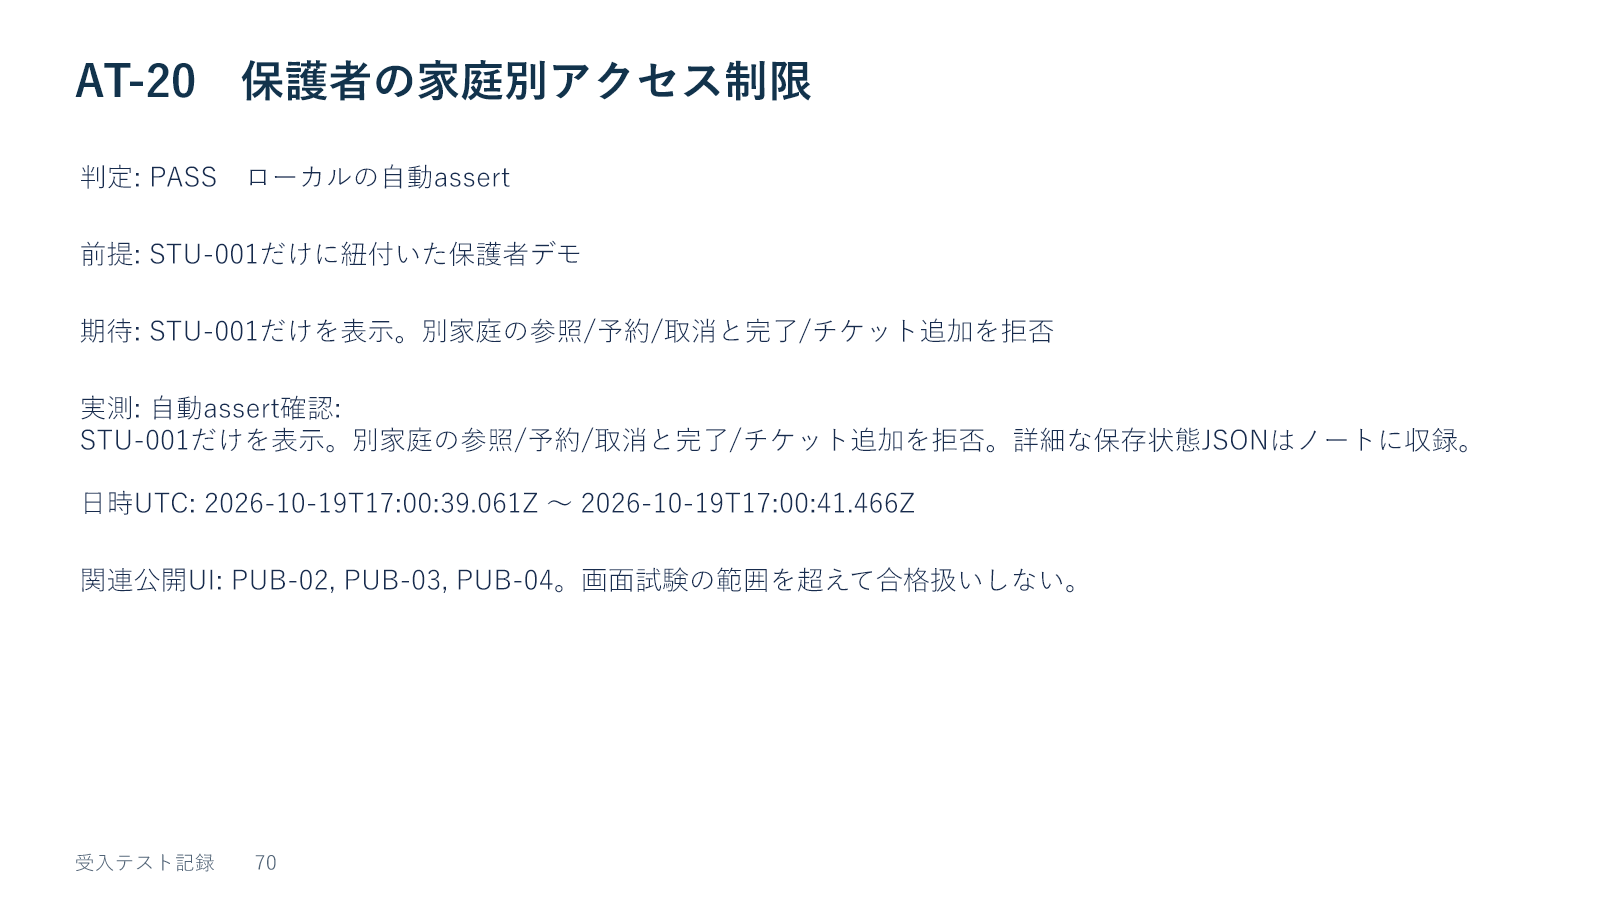 AT-20　保護者の家庭別アクセス制限
判定: PASS　ローカルの自動assert
前提: STU-001だけに紐付いた保護者デモ
期待: STU-001だけを表示。別家庭の参照/予約/取消と完了/チケット追加を拒否
実測: 自動assert確認:
STU-001だけを表示。別家庭の参照/予約/取消と完了/チケット追加を拒否。詳細な保存状態JSONはノートに収録。
日時UTC: 2026-10-19T17:00:39.061Z 〜 2026-10-19T17:00:41.466Z
関連公開UI: PUB-02, PUB-03, PUB-04。画面試験の範囲を超えて合格扱いしない。
受入テスト記録　　70